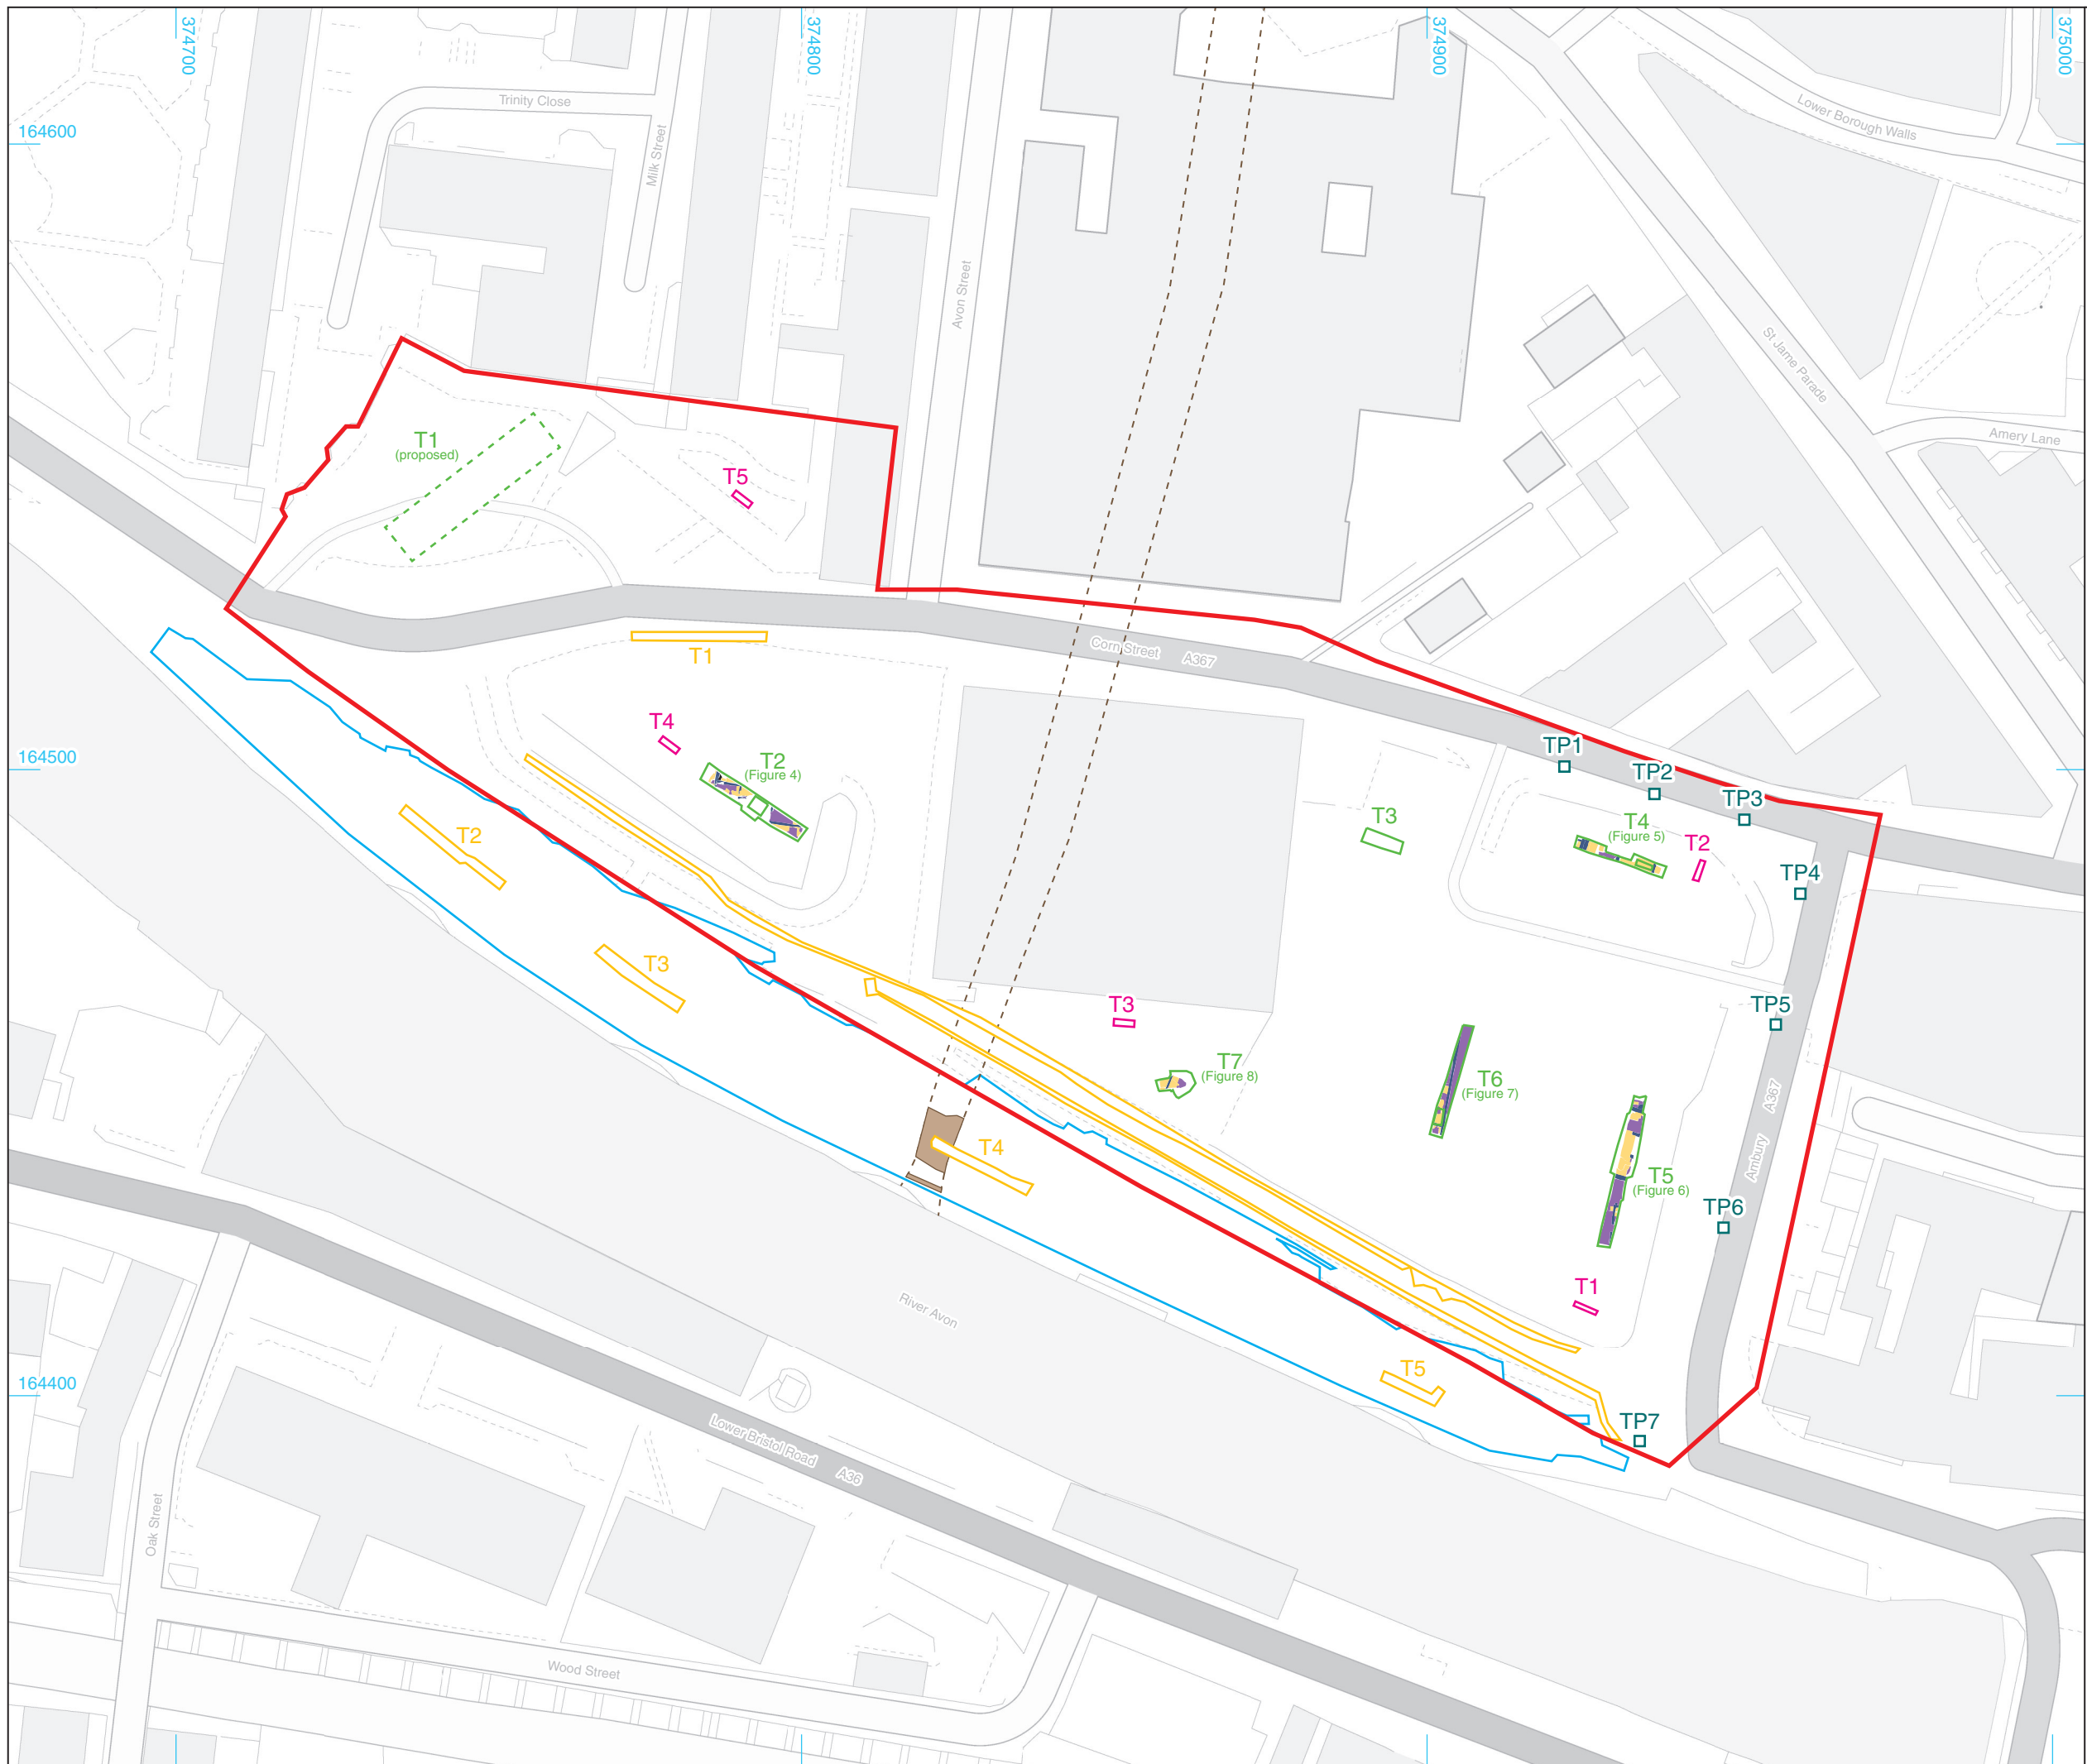 374700
374800
374900
375000
Trinity Close
Lower Borough Walls
164600
Milk Street
Avon Street
St Jame Parade
Amery Lane
T1
(proposed)
T5
T1
Corn Street
A367
T4
T2
(Figure 4)
164500
TP1
TP2
TP3
T3
T4
(Figure 5)
T2
TP4
T2
T3
T3
TP5
T7
(Figure 8)
T6
(Figure 7)
A367
T4
Ambury
T5
(Figure 6)
TP6
River Avon
T1
T5
164400
TP7
Lower Bristol Road
A36
Oak Street
Wood Street